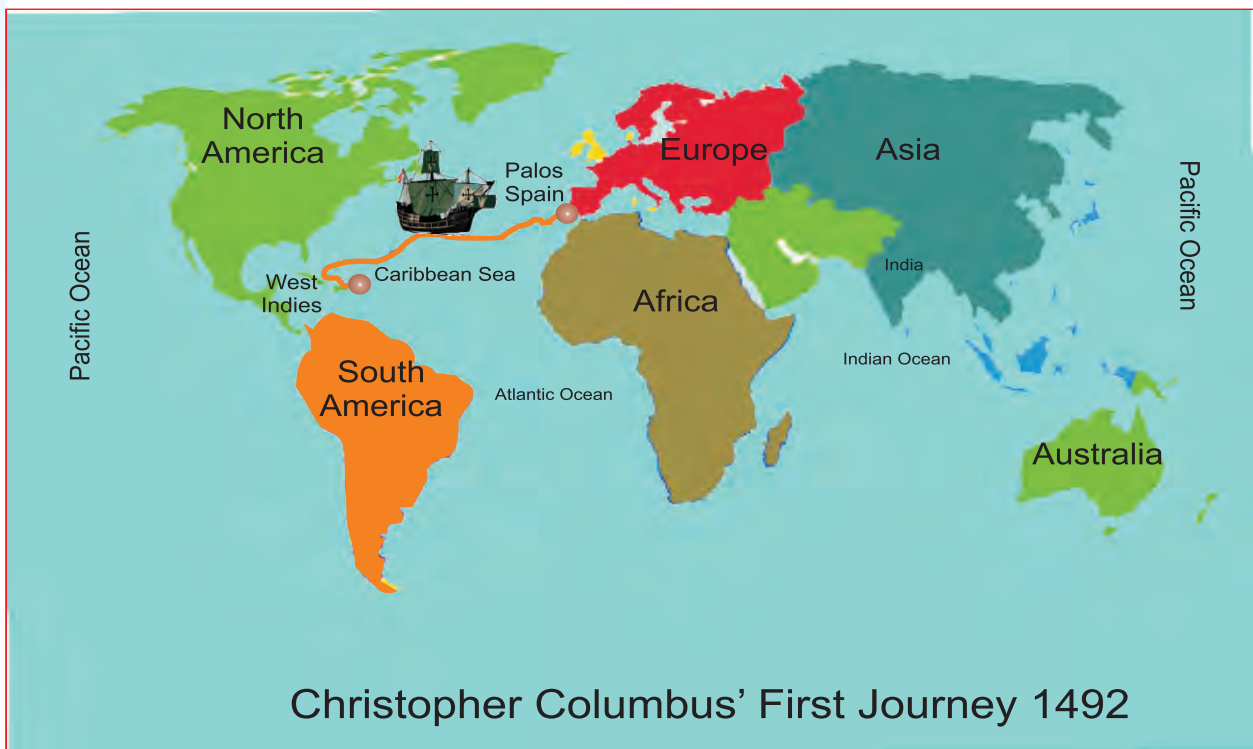 North
America
Palos
Spain
Europe
Asia
Pacific Ocean
Pacific Ocean
West
Indies
Caribbean Sea
India
Africa
Indian Ocean
South
America
Atlantic Ocean
Australia
Christopher Columbus’ First Journey 1492